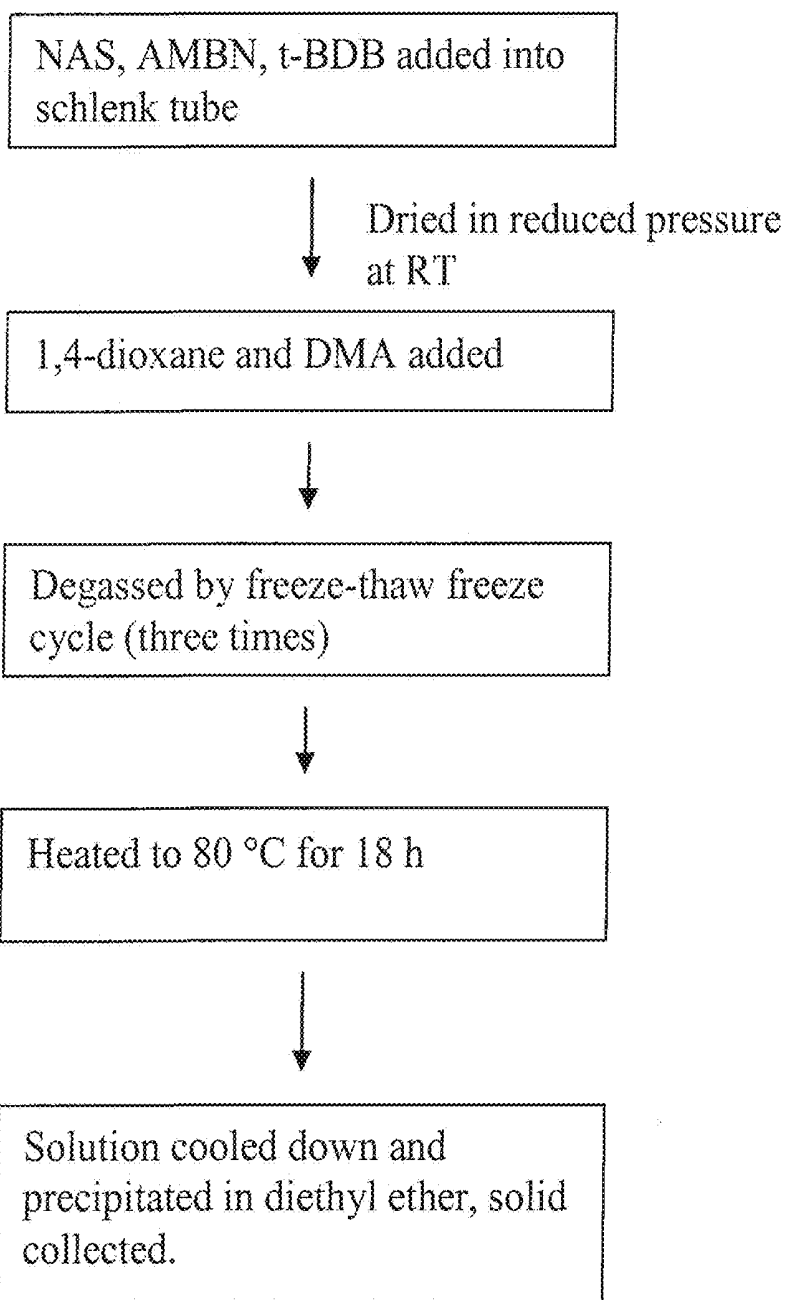 NAS, AMBN, t-BDB added into
schlenk tube
Dried in reduced pressure
at RT
1,4-dioxane and DMA added
Degassed by freeze-thaw freeze
cycle (three times)
Heated to 80 °C for 18 h
Solution cooled down and
precipitated in diethyl ether, solid
collected.